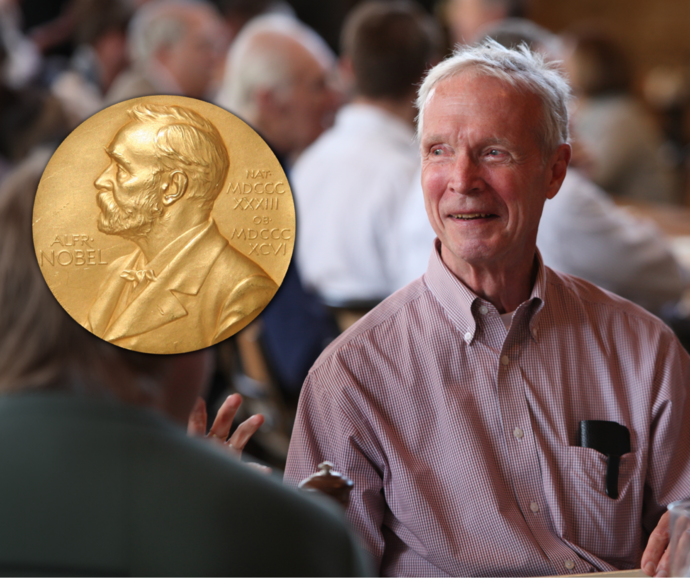 ALFR·
NOBEL
NAT·
MDCCC
XXXIII
OB·
MDCCC
XCVI